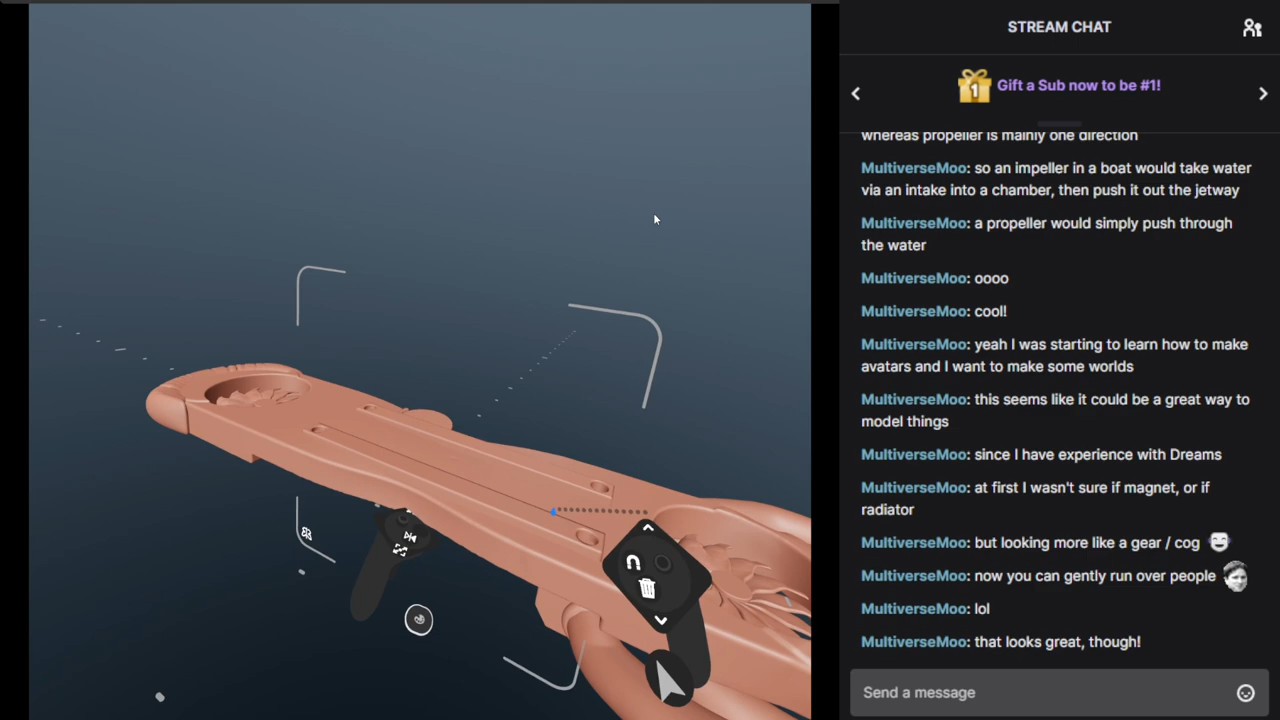 STREAM CHAT
1
Gift a Sub now to be #1!
whereas propeller is mainly one direction
MultiverseMoo: so an impeller in a boat would take water
via an intake into a chamber, then push it out the jetway
MultiverseMoo: a propeller would simply push through
the water
MultiverseMoo: oooo
MultiverseMoo: cool!
MultiverseMoo: yeah I was starting to learn how to make
avatars and I want to make some worlds
MultiverseMoo: this seems like it could be a great way to
model things
MultiverseMoo: since I have experience with Dreams
MultiverseMoo: at first I wasn't sure if magnet, or if
radiator
MultiverseMoo: but looking more like a gear / cog
MultiverseMoo: now you can gently run over people
MultiverseMoo: lol
MultiverseMoo: that looks great, though!
Send a message